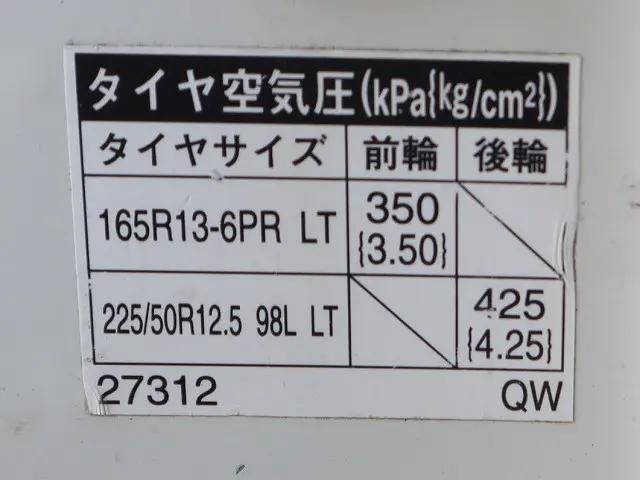 タイヤ空気圧(kPa{kg/cm²})
タイヤサイズ 前輪 後輪
165R13-6PR LT 350 {3.50}
225/50R12.5 98L LT 425 {4.25}
27312 QW